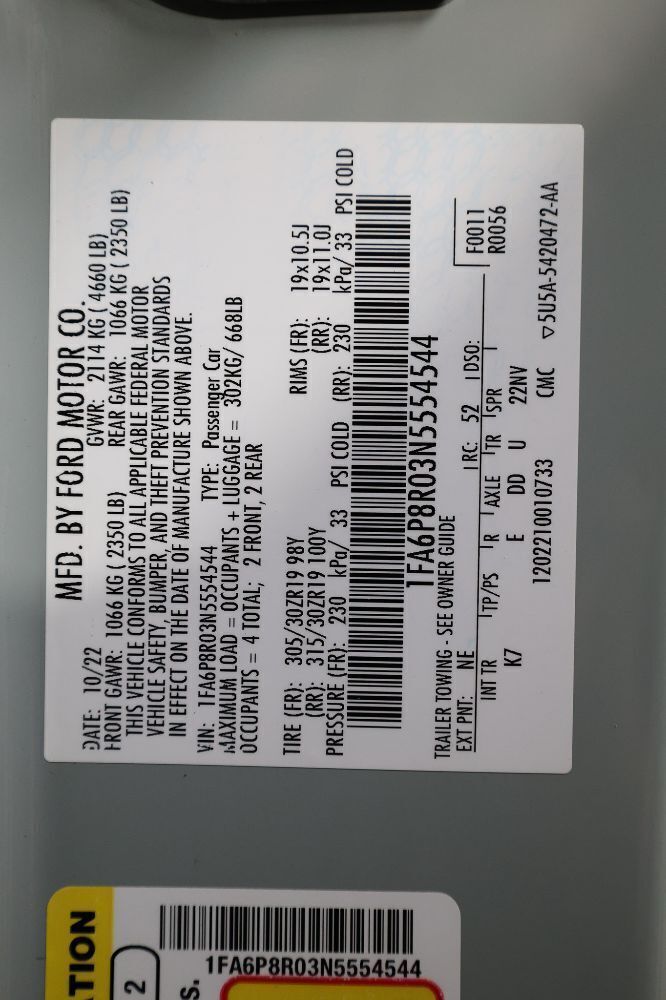 MFD. BY FORD MOTOR CO.
DATE: 10/22 GVWR: 2114 KG ( 4660 LB)
FRONT GAWR: 1066 KG ( 2350 LB) REAR GAWR: 1066 KG ( 2350 LB)
THIS VEHICLE CONFORMS TO ALL APPLICABLE FEDERAL MOTOR
VEHICLE SAFETY, BUMPER, AND THEFT PREVENTION STANDARDS
IN EFFECT ON THE DATE OF MANUFACTURE SHOWN ABOVE.
VIN: 1FA6P8R03N5554544 TYPE: Passenger Car
MAXIMUM LOAD = OCCUPANTS + LUGGAGE = 302KG/ 668LB
OCCUPANTS = 4 TOTAL; 2 FRONT, 2 REAR
TIRE (FR): 305/30ZR19 98Y RIMS (FR): 19x10.5J
(RR): 315/30ZR19 100Y (RR): 19x11.0J
PRESSURE (FR): 230 kPa/ 33 PSI COLD (RR): 230 kPa/ 33 PSI COLD
1FA6P8R03N5554544
TRAILER TOWING - SEE OWNER GUIDE
EXT PNT: NE RC: 52 DSO: F0011
INT TR TP/PS R AXLE TR SPR R0056
K7 E DD U 22NV
1202210010733 CMC ▽5U5A-5420472-AA
ATION
2
s.
1FA6P8R03N5554544